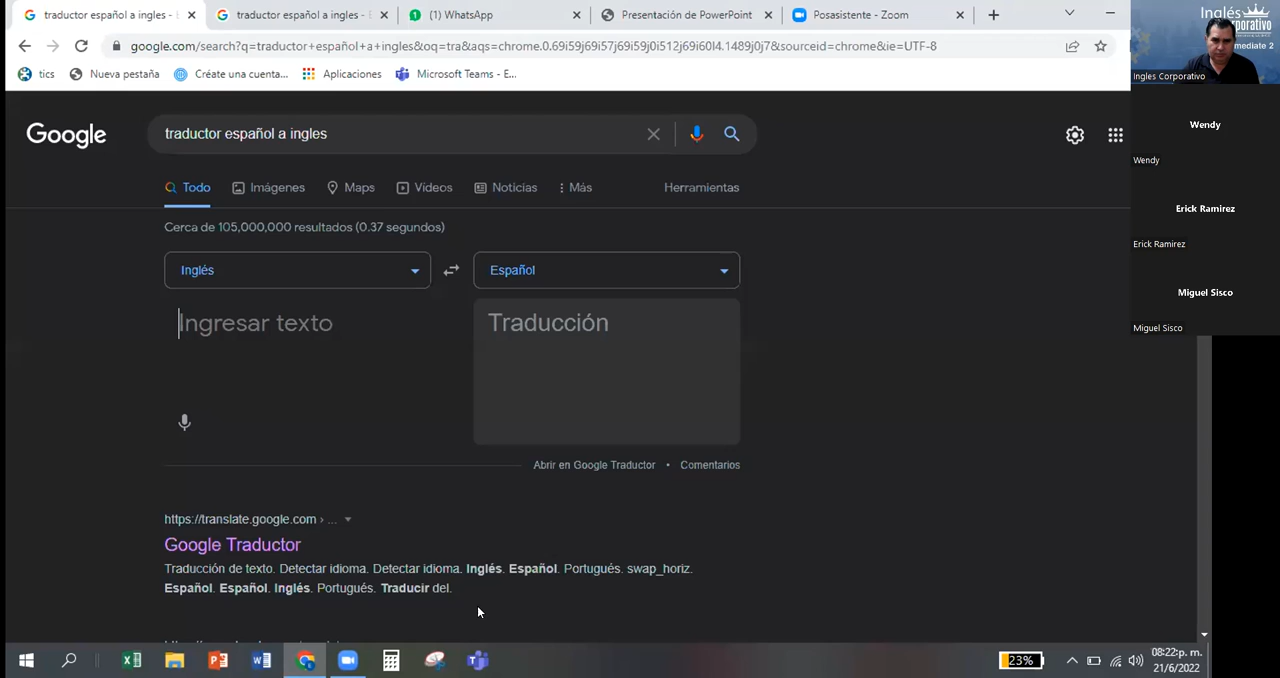 traductor español a ingles -
traductor español a ingles -
(1) WhatsApp
Presentación de PowerPoint
Posasistente - Zoom
google.com/search?q=traductor+español+a+ingles&oq=tra&aqs=chrome.0.69i59j69i57j69i59j0i512j69i60l4.1489j0j7&sourceid=chrome&ie=UTF-8
tics
Nueva pestaña
Créate una cuenta...
Aplicaciones
Microsoft Teams - E...
Inglés
mediate 2
Ingles Corporativo
Wendy
Wendy
Erick Ramirez
Erick Ramirez
Miguel Sisco
Miguel Sisco
Google
traductor español a ingles
Todo
Imágenes
Maps
Videos
Noticias
Más
Herramientas
Cerca de 105,000,000 resultados (0.37 segundos)
Inglés
Español
Ingresar texto
Traducción
Abrir en Google Traductor • Comentarios
https://translate.google.com › ...
Google Traductor
Traducción de texto. Detectar idioma. Detectar idioma. Inglés. Español. Portugués. swap_horiz.
Español. Español. Inglés. Portugués. Traducir del.
23%
08:22:p. m.
21/6/2022